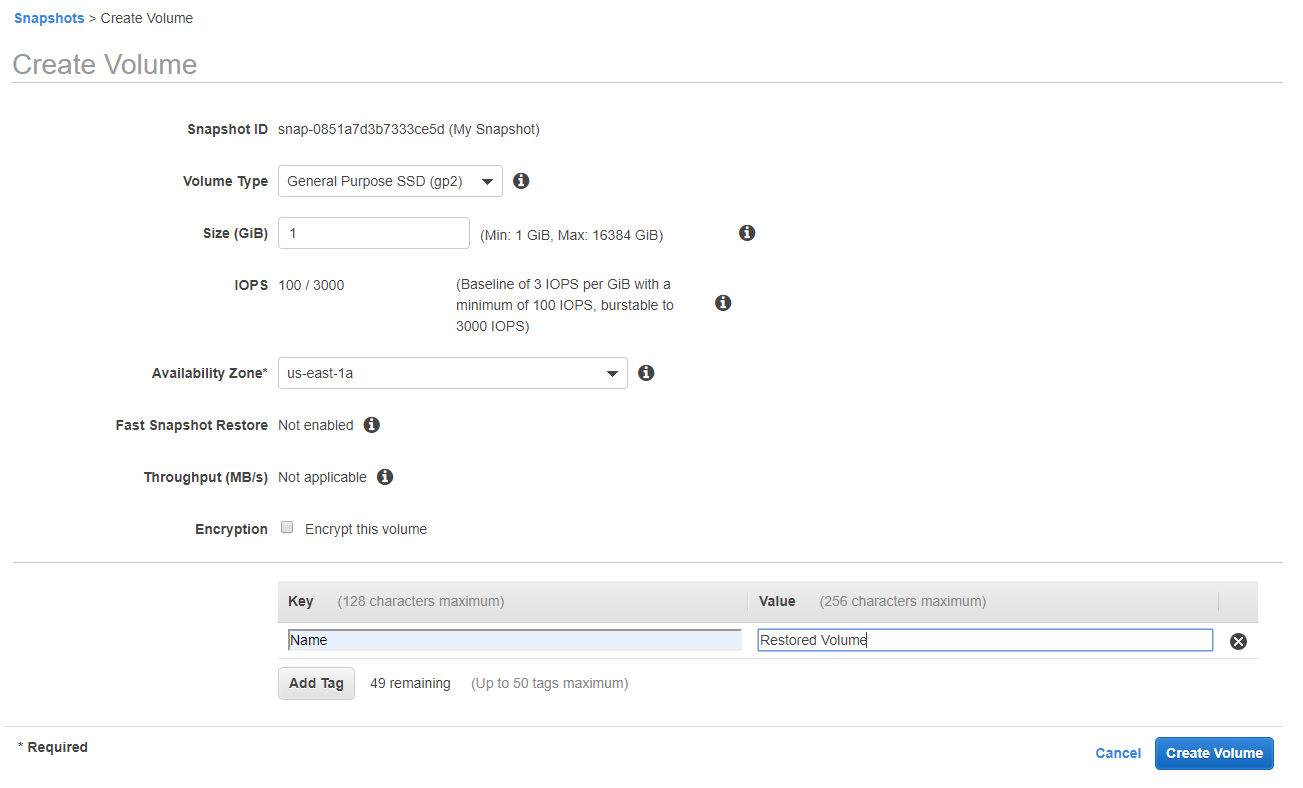 Snapshots > Create Volume
Create Volume
Snapshot ID snap-0851a7d3b7333ce5d (My Snapshot)
Volume Type General Purpose SSD (gp2)
Size (GiB) 1 (Min: 1 GiB, Max: 16384 GiB)
IOPS 100 / 3000 (Baseline of 3 IOPS per GiB with a
minimum of 100 IOPS, burstable to
3000 IOPS)
Availability Zone* us-east-1a
Fast Snapshot Restore Not enabled
Throughput (MB/s) Not applicable
Encryption Encrypt this volume
Key (128 characters maximum) Value (256 characters maximum)
Name Restored Volume
Add Tag 49 remaining (Up to 50 tags maximum)
* Required
Cancel Create Volume